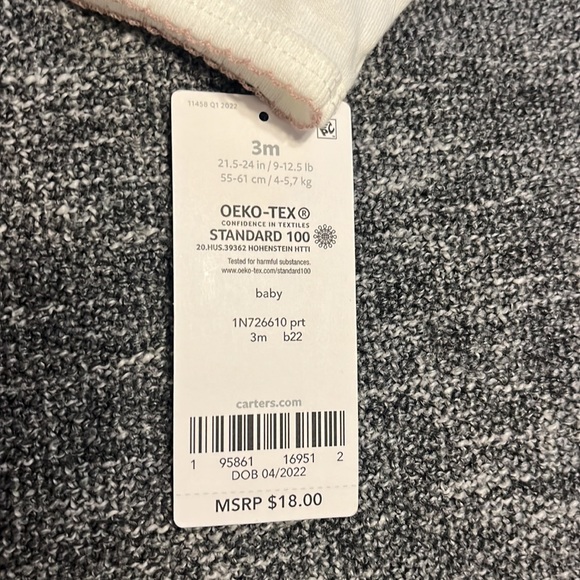 11458 Q1 2022
PC
3m
21.5-24 in / 9-12.5 lb
55-61 cm / 4-5,7 kg
OEKO-TEX®
CONFIDENCE IN TEXTILES
STANDARD 100
20.HUS.39362 HOHENSTEIN HTTI
Tested for harmful substances.
www.oeko-tex.com/standard100
baby
1N726610 prt
3m b22
carters.com
1 95861 16951 2
DOB 04/2022
MSRP $18.00